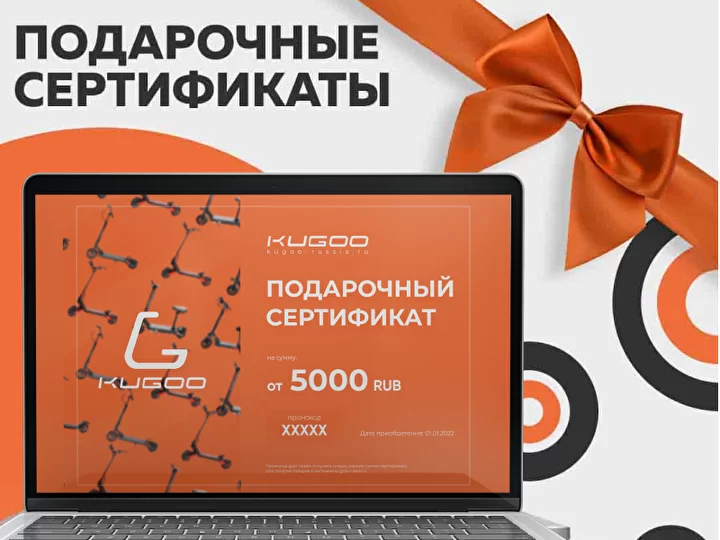 ПОДАРОЧНЫЕ
СЕРТИФИКАТЫ
KUGOO
kugoo-russia.ru
ПОДАРОЧНЫЙ
СЕРТИФИКАТ
на сумму.
от 5000 RUB
промокод
XXXXX
Дата приобретения: 01.01.2022
KUGOO